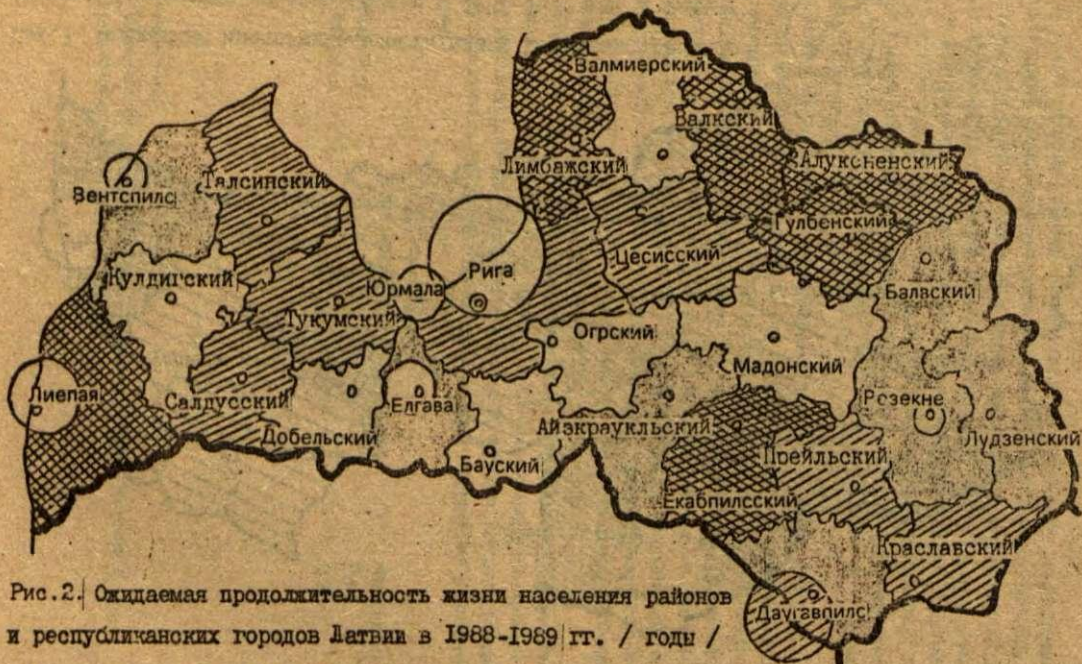 Валмиерский
Валкский
Лимбажский
Алуксненский
Вентспилс
Талсинский
Гулбенский
Цесисский
Рига
Кулдигский
Юрмала
Балвский
Тукумский
Огрский
Мадонский
Лиепая
Салдусский
Елгава
Резекне
Добельский
Айзкраукльский
Лудзенский
Бауский
Прейльский
Екабпилсский
Краславский
Даугавпилс
Рис.2. Ожидаемая продолжительность жизни населения районов
и республиканских городов Латвии в 1988-1989 гг. / годы /